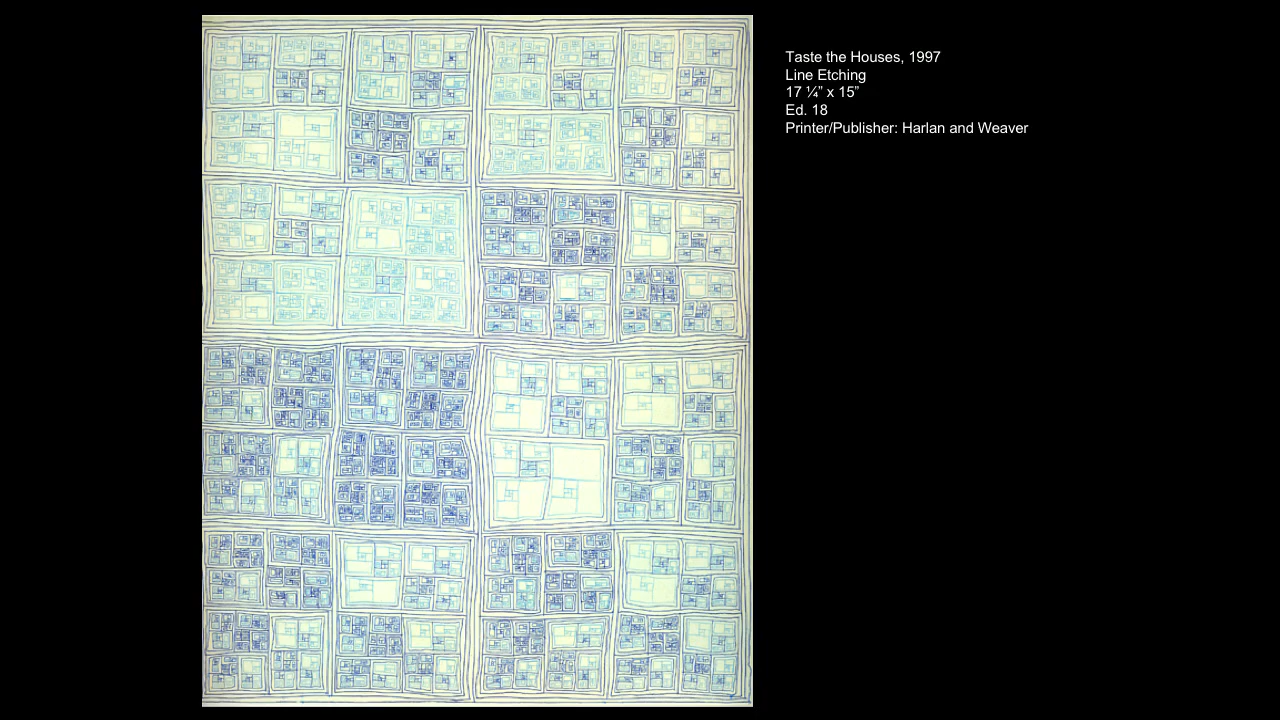 Taste the Houses, 1997
Line Etching
17 ¼” x 15”
Ed. 18
Printer/Publisher: Harlan and Weaver